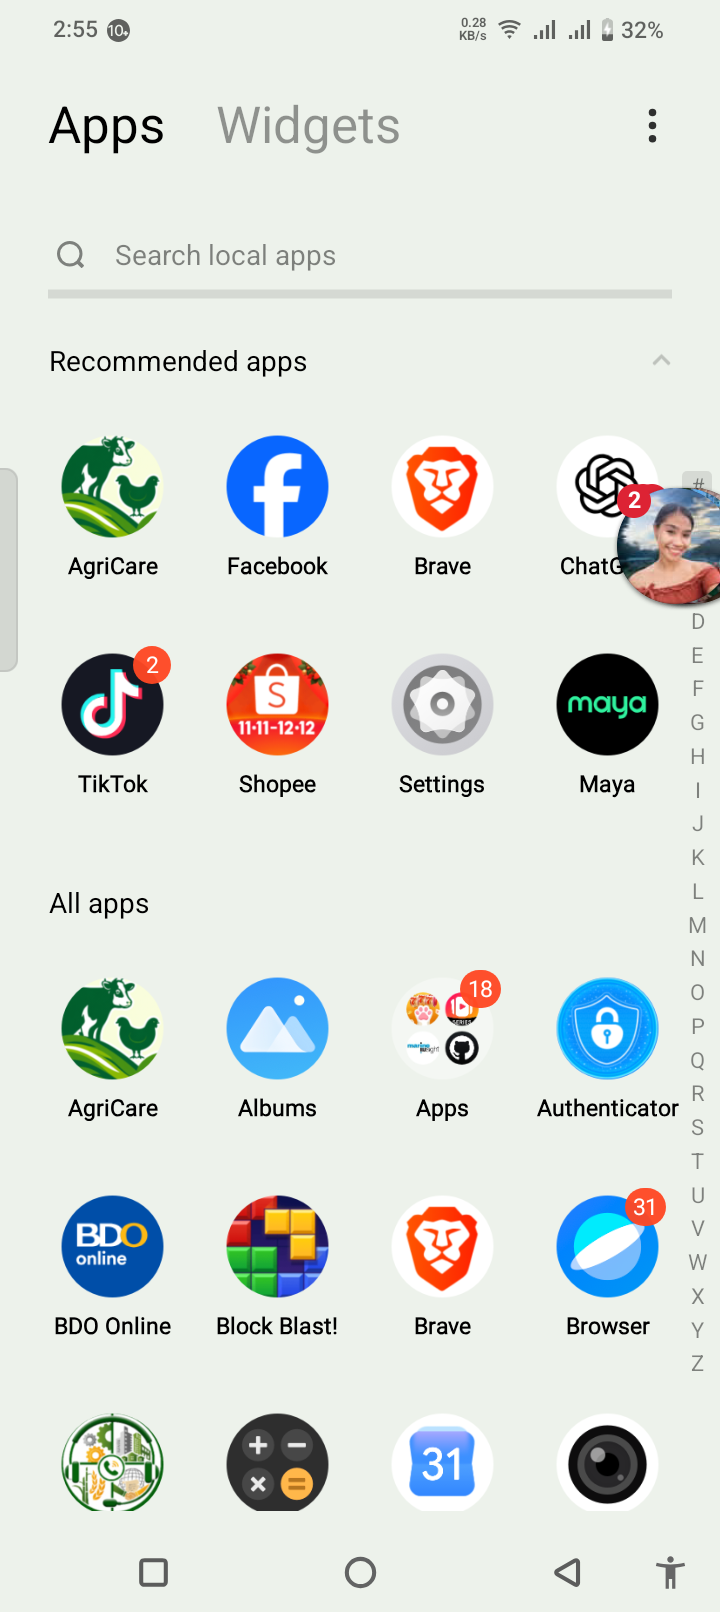 2:55 10+ 0.28 KB/s 32%
Apps Widgets
Search local apps
Recommended apps
#
2
AgriCare Facebook Brave ChatG
D
E
2
S
11·11-12·12
maya
F
G
H
TikTok Shopee Settings Maya
I
J
K
All apps
L
M
N
18
SERIES
O
P
Q
AgriCare Albums Apps Authenticator
R
S
T
U
BDO
online
31
V
W
X
BDO Online Block Blast! Brave Browser
Y
Z
31